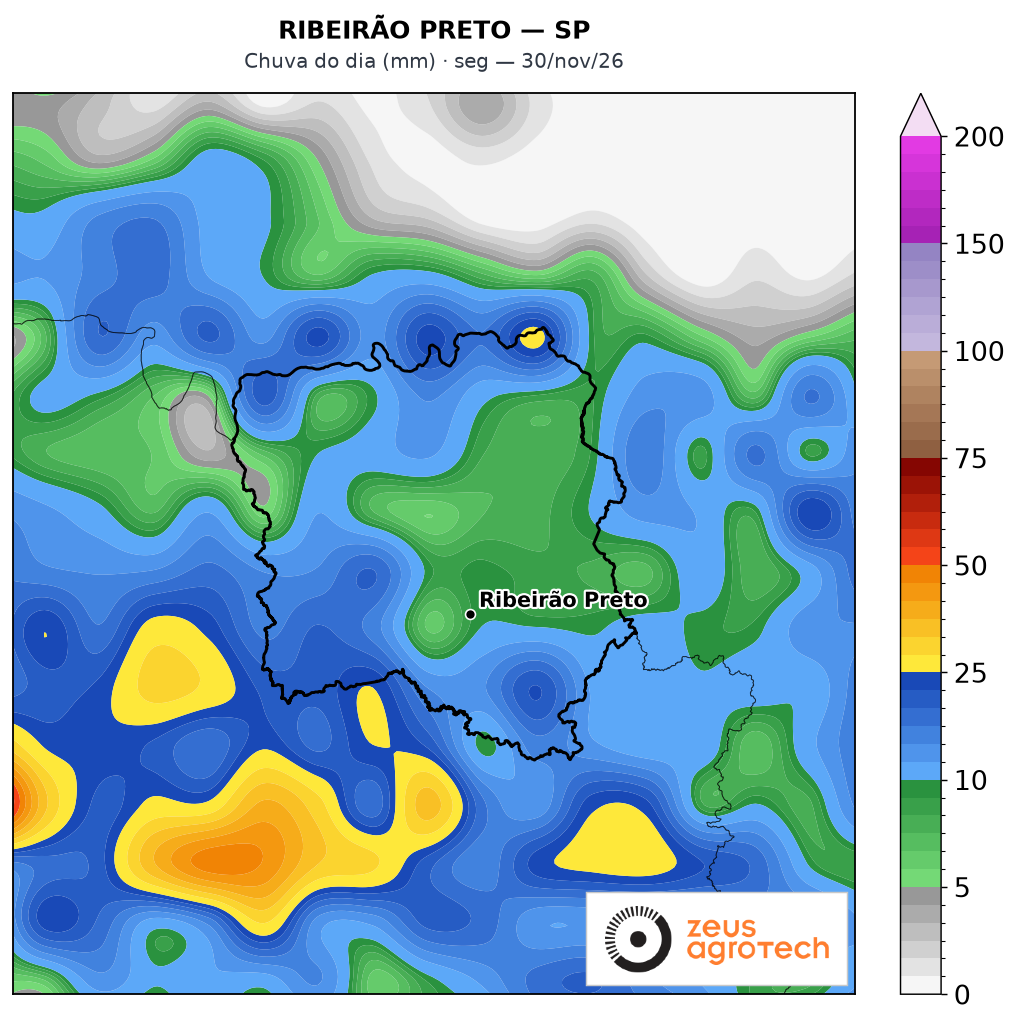 RIBEIRÃO PRETO — SP
Chuva do dia (mm) · seg — 30/nov/26
200
150
100
75
50
25
10
5
0
Ribeirão Preto
zeus
agrotech